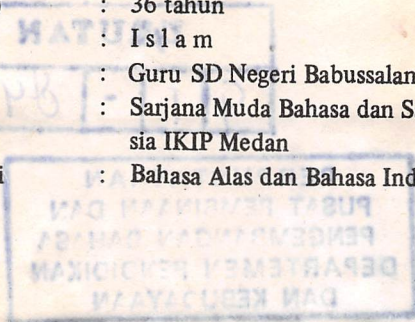 : 36 tahun
: I s l a m
: Guru SD Negeri Babussalan
: Sarjana Muda Bahasa dan S
sia IKIP Medan
i : Bahasa Alas dan Bahasa Ind
PUSAT PEMBINAAN DAN
PENGEMBANGAN BAHASA
DEPARTEMEN PENDIDIKAN
DAN KEBUDAYAAN